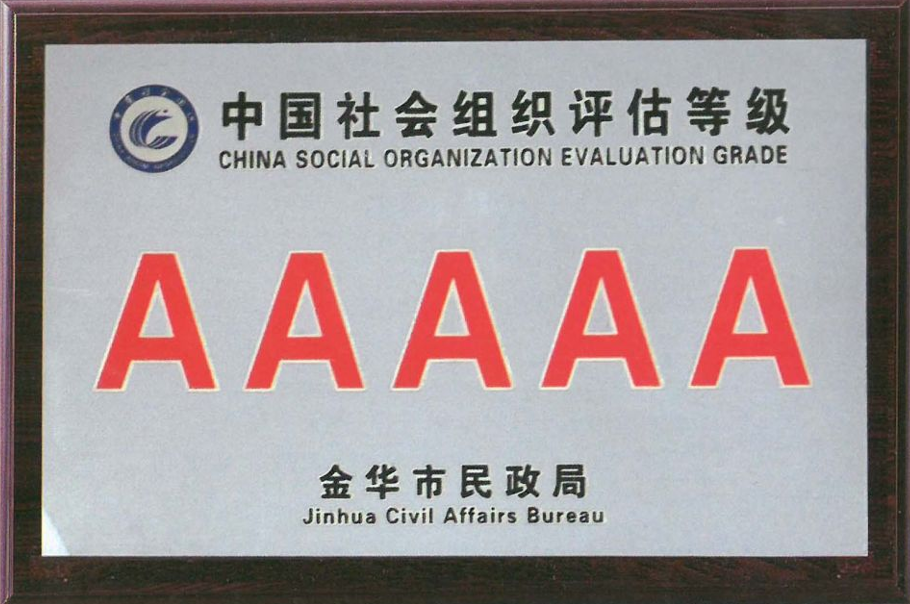 中国社会组织评估等级
CHINA SOCIAL ORGANIZATION EVALUATION GRADE
AAAAA
金华市民政局
Jinhua Civil Affairs Bureau